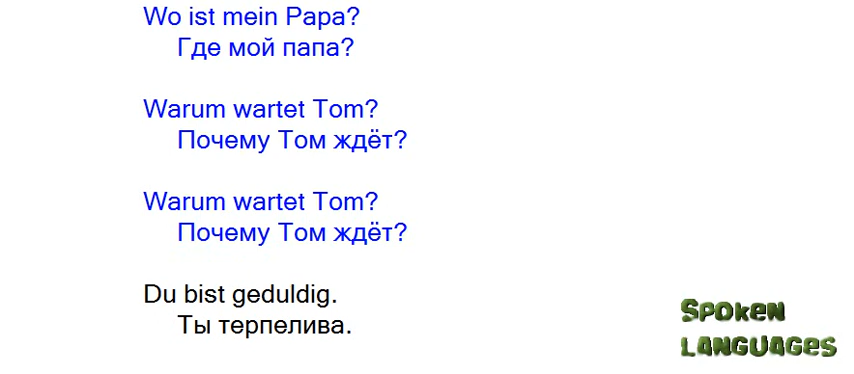 Wo ist mein Papa?
Где мой папа?
Warum wartet Tom?
Почему Том ждёт?
Warum wartet Tom?
Почему Том ждёт?
Du bist geduldig.
Ты терпелива.
Spoken
Languages